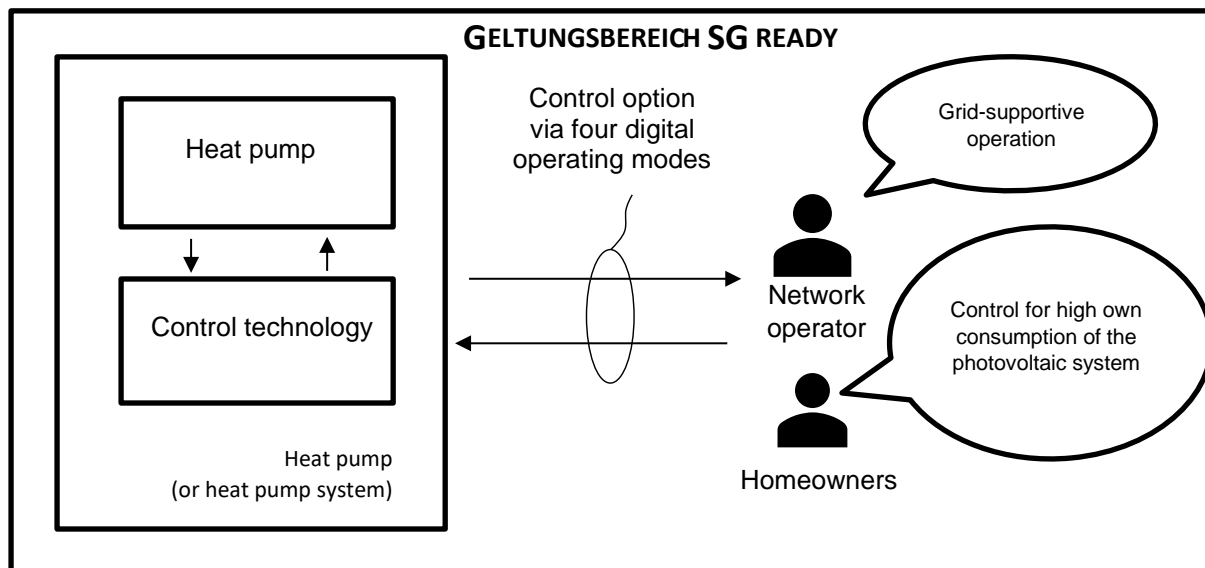 GELTUNGSBEREICH SG READY
Heat pump
Control technology
Heat pump
(or heat pump system)
Control option
via four digital
operating modes
Grid-supportive
operation
Network
operator
Control for high own
consumption of the
photovoltaic system
Homeowners